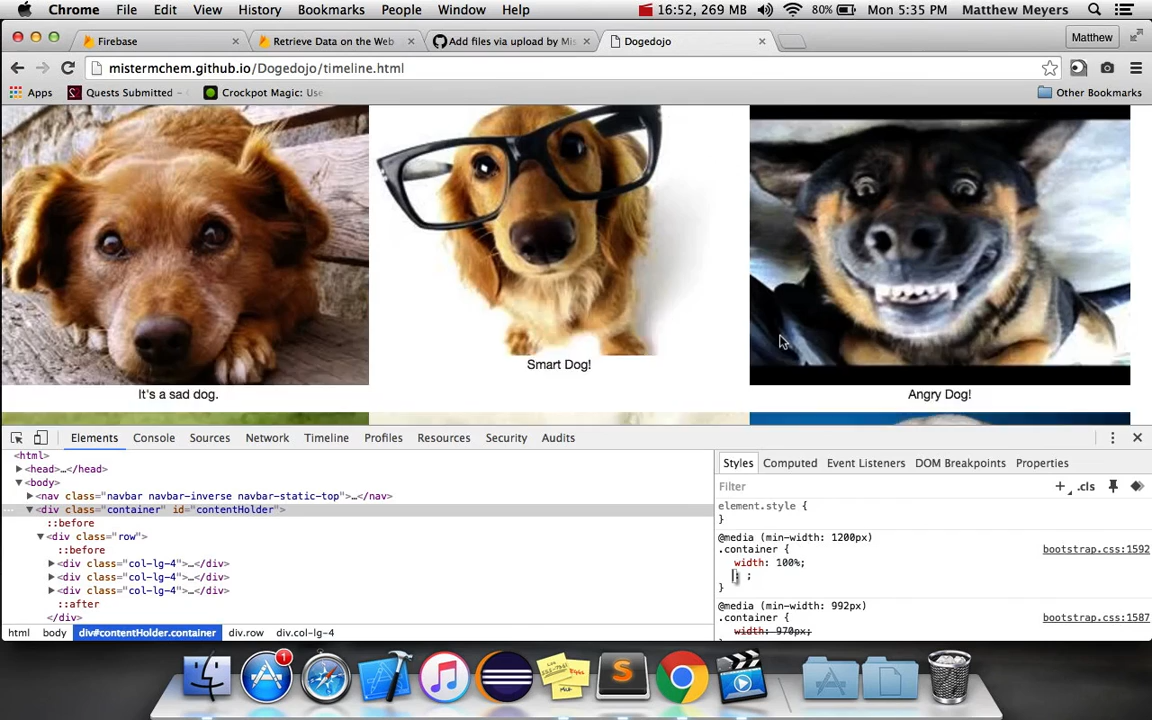 Chrome File Edit View History Bookmarks People Window Help 16:52, 269 MB 80% Mon 5:35 PM Matthew Meyers
Firebase Retrieve Data on the Web Add files via upload by Mis Dogedojo Matthew
mistermchem.github.io/Dogedojo/timeline.html
Apps Quests Submitted - Crockpot Magic: Use Other Bookmarks
Smart Dog!
It's a sad dog. Angry Dog!
Elements Console Sources Network Timeline Profiles Resources Security Audits
<html>
<head>…</head>
<body>
<nav class="navbar navbar-inverse navbar-static-top">…</nav>
<div class="container" id="contentHolder">
::before
<div class="row">
::before
<div class="col-lg-4">…</div>
<div class="col-lg-4">…</div>
<div class="col-lg-4">…</div>
::after
</div>
html body div#contentHolder.container div.row div.col-lg-4
Styles Computed Event Listeners DOM Breakpoints Properties
Filter + .cls
element.style {
}
@media (min-width: 1200px)
.container { bootstrap.css:1592
width: 100%;
: ;
}
@media (min-width: 992px)
.container { bootstrap.css:1587
width: 970px;
1